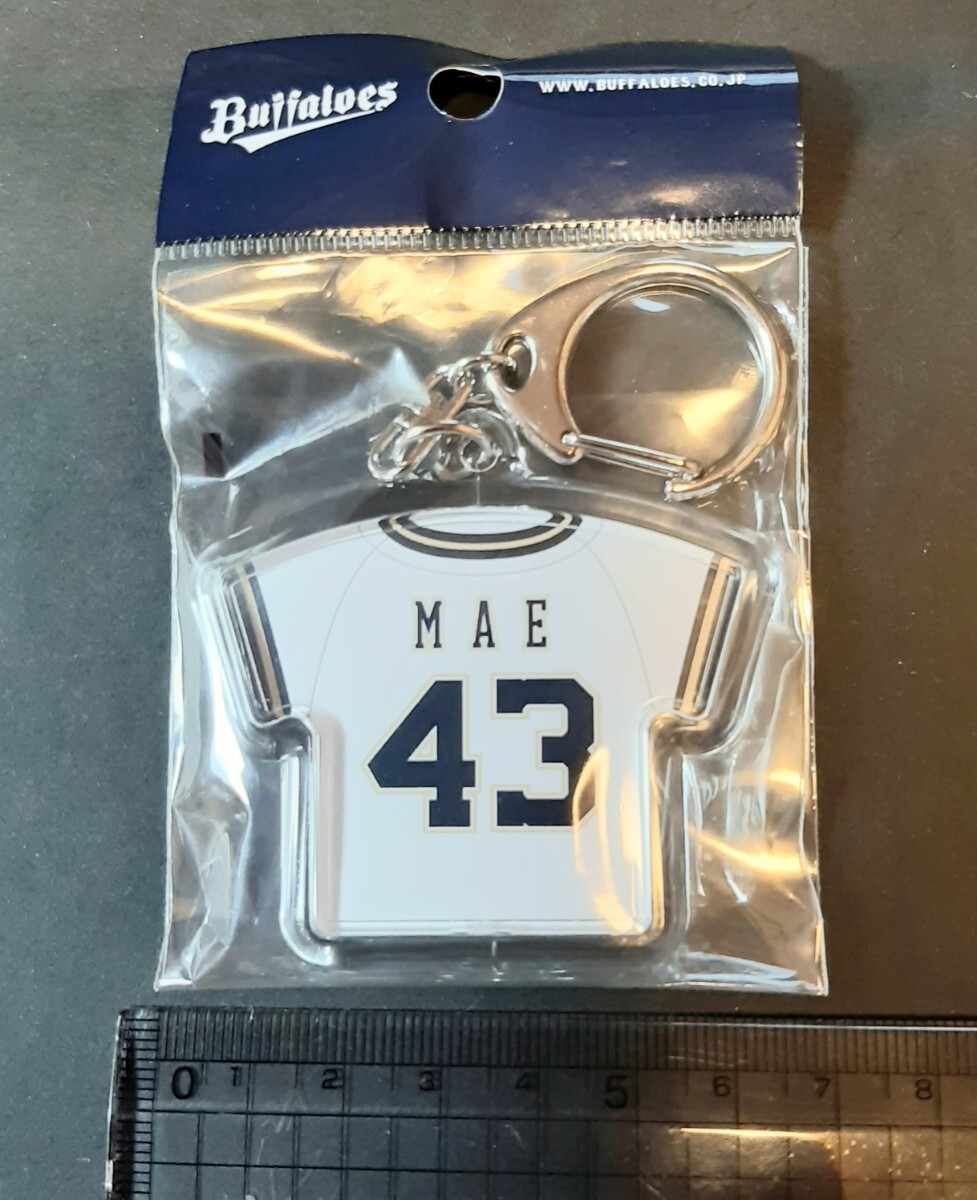 Buffaloes
WWW.BUFFALOES.CO.JP
MAE
43
0 1 2 3 4 5 6 7 8